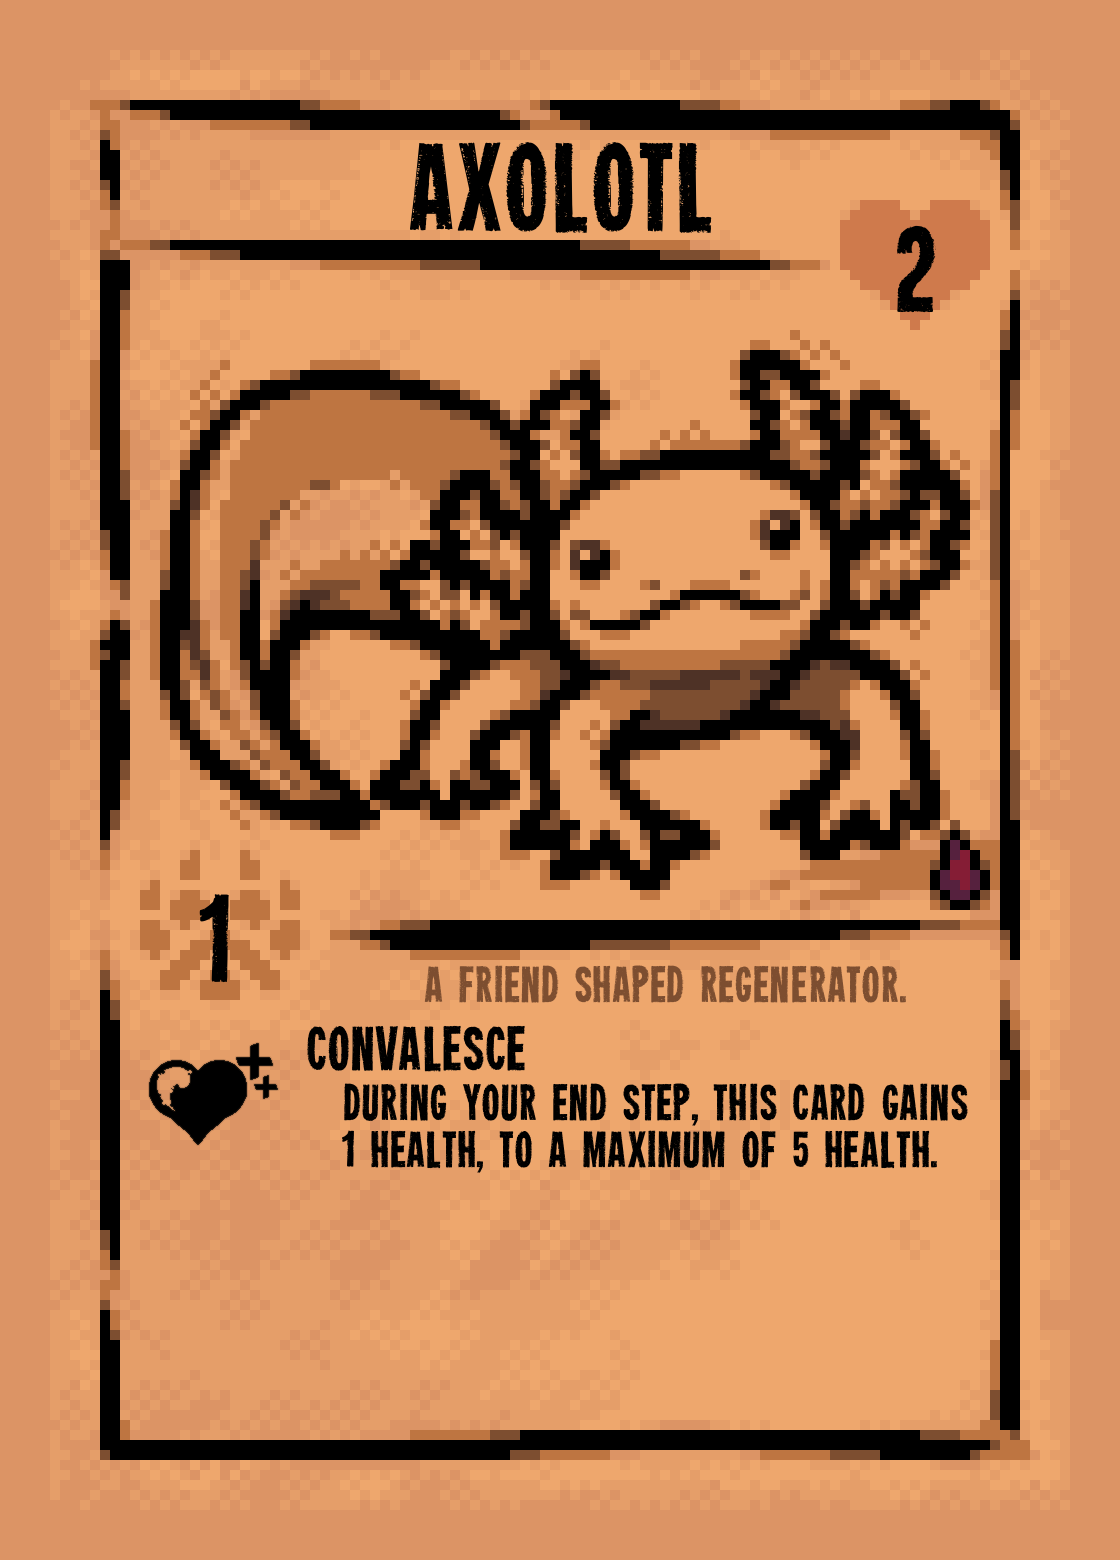 AXOLOTL
2
1
A FRIEND SHAPED REGENERATOR.
CONVALESCE
DURING YOUR END STEP, THIS CARD GAINS
1 HEALTH, TO A MAXIMUM OF 5 HEALTH.